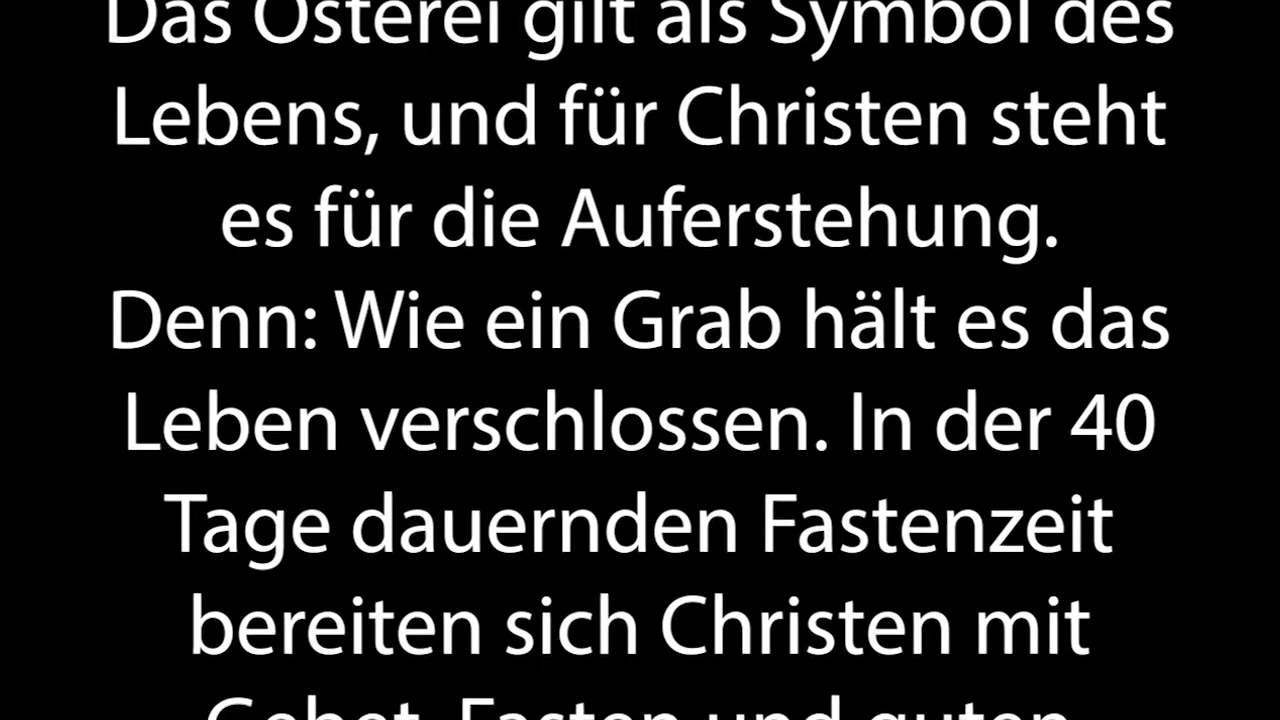 Das Osterei gilt als Symbol des
Lebens, und für Christen steht
es für die Auferstehung.
Denn: Wie ein Grab hält es das
Leben verschlossen. In der 40
Tage dauernden Fastenzeit
bereiten sich Christen mit
Gebet, Fasten und guten